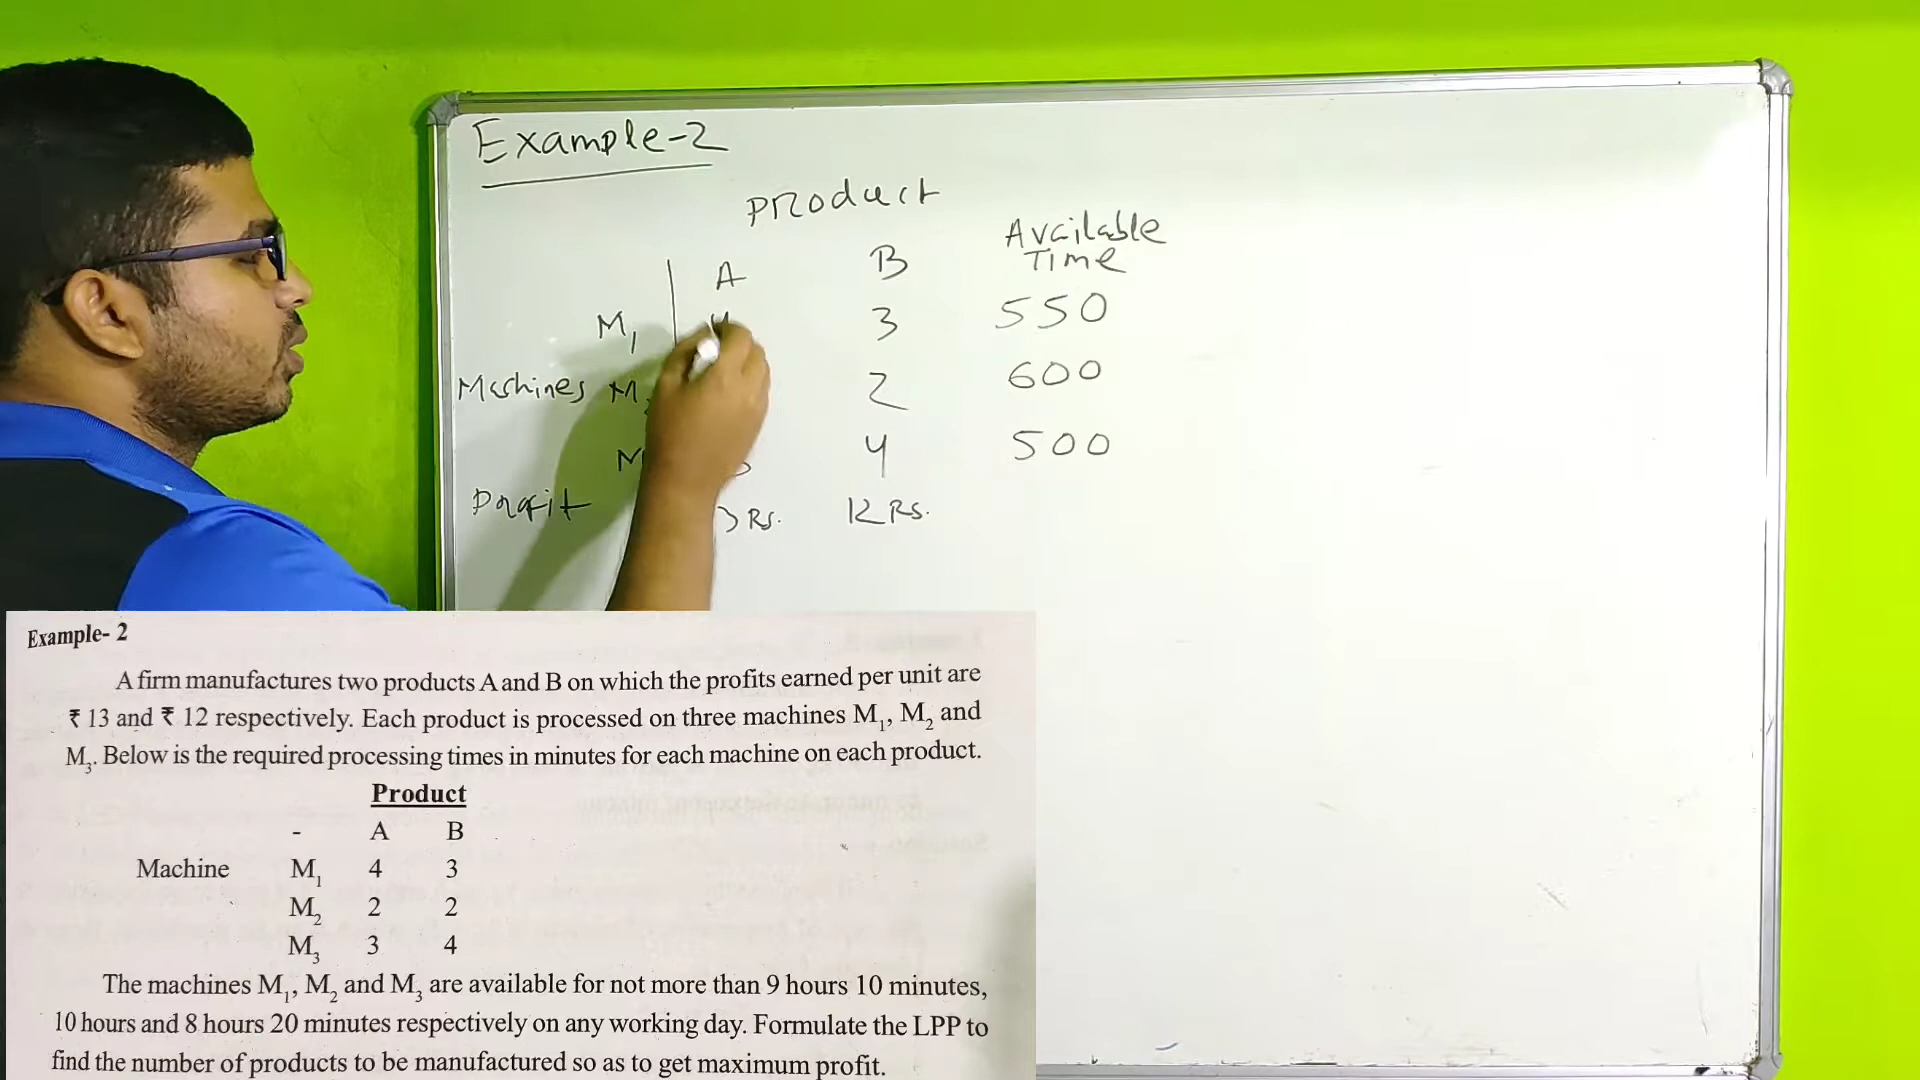 Example-2
Product
Available
Time
A B
M1 3 550
Machines M 2 600
M 4 500
Profit Rs. 12 Rs.
Example- 2
A firm manufactures two products A and B on which the profits earned per unit are
₹ 13 and ₹ 12 respectively. Each product is processed on three machines M1, M2 and
M3. Below is the required processing times in minutes for each machine on each product.
Product
- A B
Machine M1 4 3
M2 2 2
M3 3 4
The machines M1, M2 and M3 are available for not more than 9 hours 10 minutes,
10 hours and 8 hours 20 minutes respectively on any working day. Formulate the LPP to
find the number of products to be manufactured so as to get maximum profit.